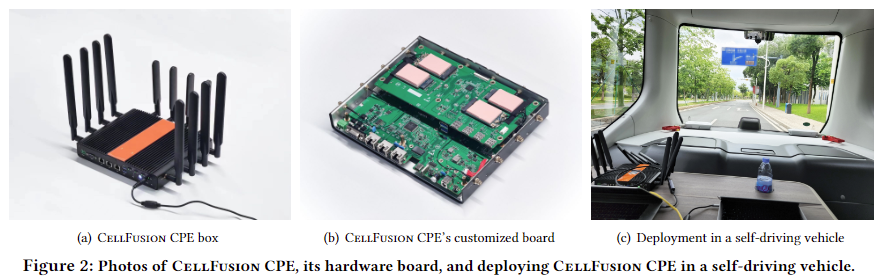 (a) CELLFUSION CPE box
(b) CELLFUSION CPE's customized board
(c) Deployment in a self-driving vehicle
Figure 2: Photos of CELLFUSION CPE, its hardware board, and deploying CELLFUSION CPE in a self-driving vehicle.